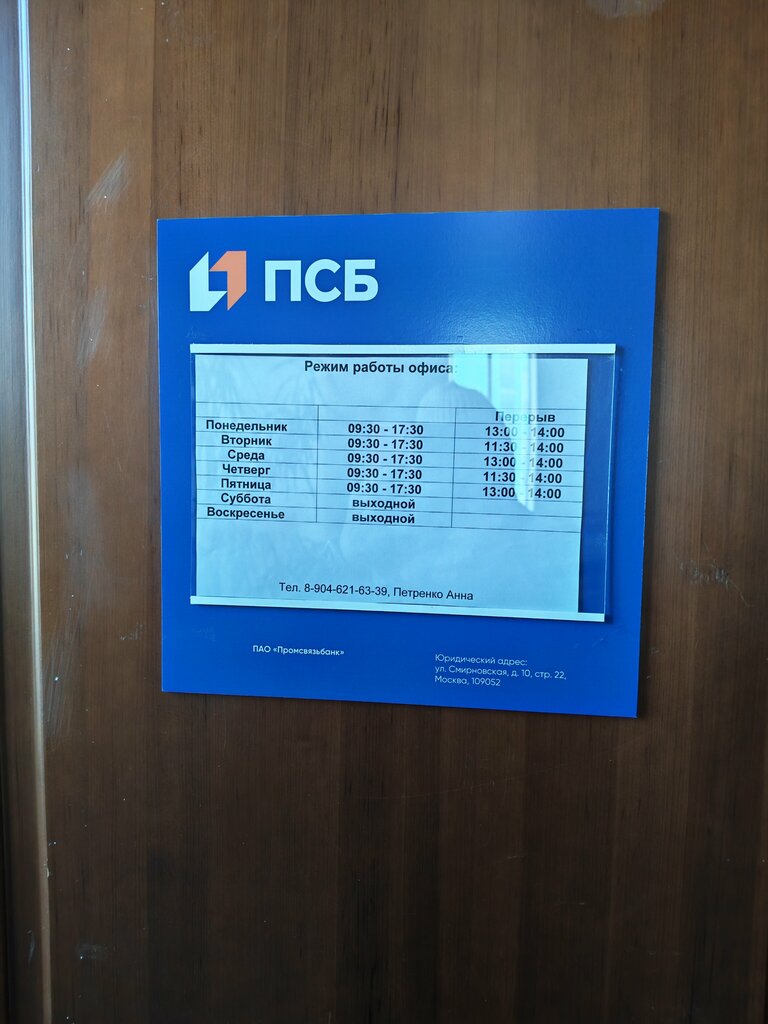 ПСБ
Режим работы офиса:
Перерыв
Понедельник 09:30 - 17:30 13:00 - 14:00
Вторник 09:30 - 17:30 11:30 - 14:00
Среда 09:30 - 17:30 13:00 - 14:00
Четверг 09:30 - 17:30 11:30 - 14:00
Пятница 09:30 - 17:30 13:00 - 14:00
Суббота выходной
Воскресенье выходной
Тел. 8-904-621-63-39, Петренко Анна
ПАО «Промсвязьбанк»
Юридический адрес:
ул. Смирновская, д. 10, стр. 22,
Москва, 109052